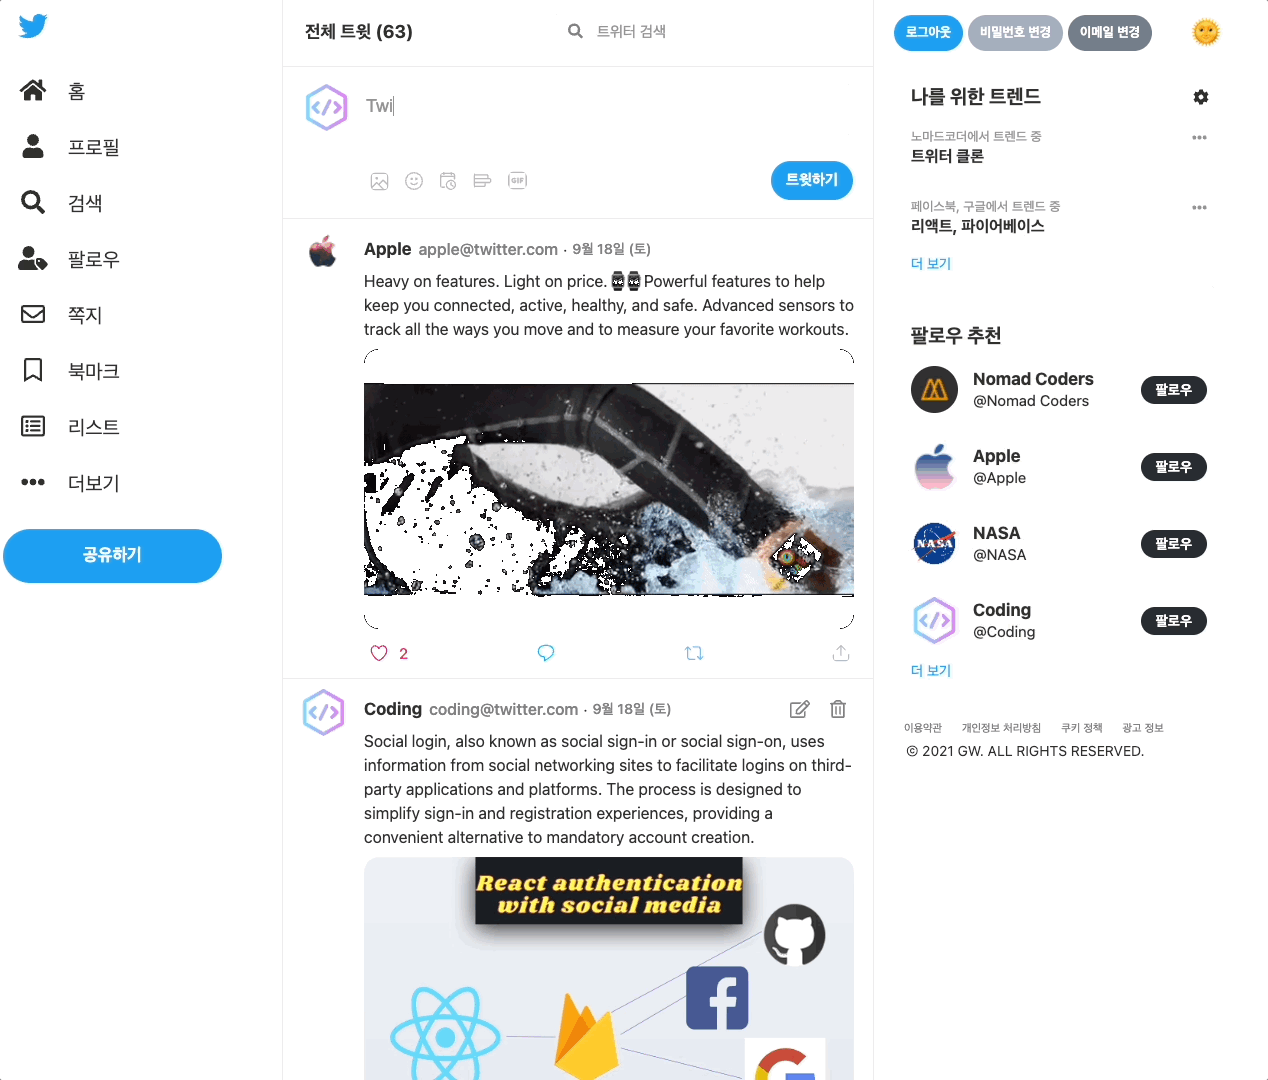 홈
프로필
검색
팔로우
쪽지
북마크
리스트
더보기
공유하기
전체 트윗 (63)
트위터 검색
Twi
GIF
트윗하기
Apple apple@twitter.com · 9월 18일 (토)
Heavy on features. Light on price. Powerful features to help
keep you connected, active, healthy, and safe. Advanced sensors to
track all the ways you move and to measure your favorite workouts.
2
Coding coding@twitter.com · 9월 18일 (토)
Social login, also known as social sign-in or social sign-on, uses
information from social networking sites to facilitate logins on third-
party applications and platforms. The process is designed to
simplify sign-in and registration experiences, providing a
convenient alternative to mandatory account creation.
React authentication
with social media
로그아웃
비밀번호 변경
이메일 변경
나를 위한 트렌드
노마드코더에서 트렌드 중
트위터 클론
페이스북, 구글에서 트렌드 중
리액트, 파이어베이스
더 보기
팔로우 추천
Nomad Coders
@Nomad Coders
팔로우
Apple
@Apple
팔로우
NASA
NASA
@NASA
팔로우
Coding
@Coding
팔로우
더 보기
이용약관 개인정보 처리방침 쿠키 정책 광고 정보
© 2021 GW. ALL RIGHTS RESERVED.